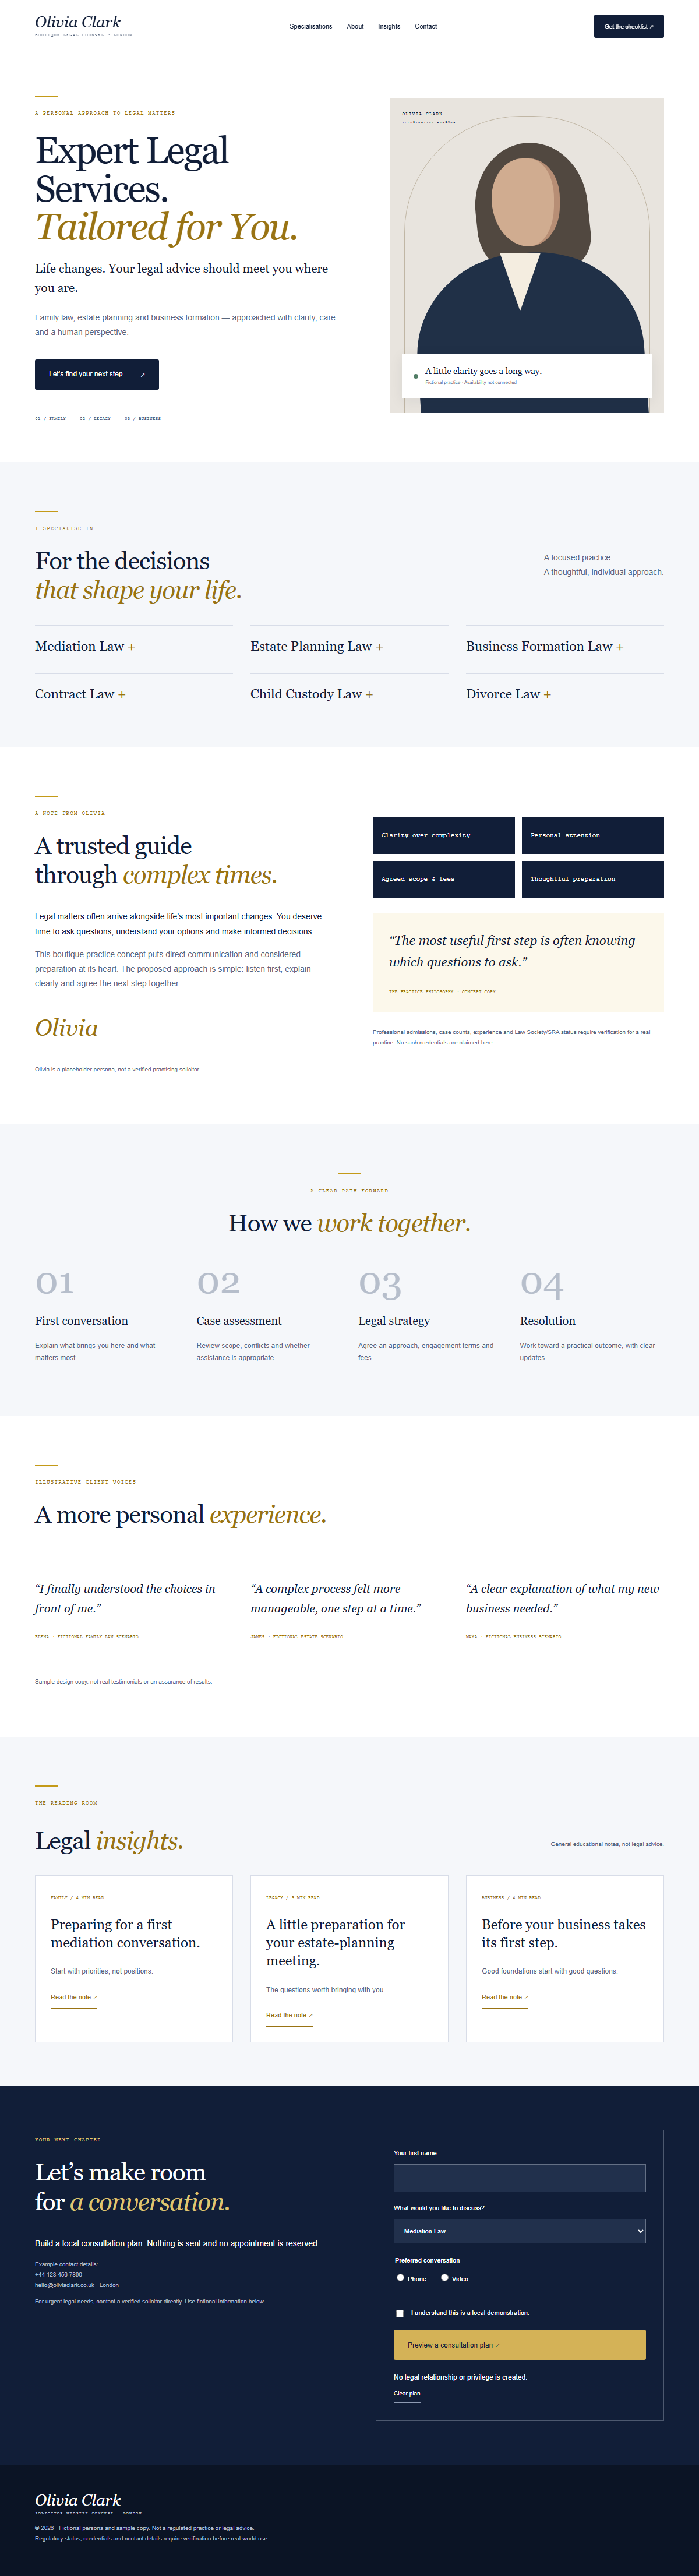 Olivia Clark
BOUTIQUE LEGAL COUNSEL · LONDON
Specialisations
About
Insights
Contact
Get the checklist ↗
A PERSONAL APPROACH TO LEGAL MATTERS
Expert Legal
Services.
Tailored for You.
Life changes. Your legal advice should meet you where
you are.
Family law, estate planning and business formation — approached with clarity, care
and a human perspective.
Let's find your next step ↗
01 / FAMILY
02 / LEGACY
03 / BUSINESS
OLIVIA CLARK
A little clarity goes a long way.
Fictional practice · Availability not connected
I SPECIALISE IN
For the decisions
that shape your life.
A focused practice.
A thoughtful, individual approach.
Mediation Law +
Estate Planning Law +
Business Formation Law +
Contract Law +
Child Custody Law +
Divorce Law +
A NOTE FROM OLIVIA
A trusted guide
through complex times.
Legal matters often arrive alongside life's most important changes. You deserve
time to ask questions, understand your options and make informed decisions.
This boutique practice concept puts direct communication and considered
preparation at its heart. The proposed approach is simple: listen first, explain
clearly and agree the next step together.
Olivia
Olivia is a placeholder persona, not a verified practising solicitor.
Clarity over complexity
Personal attention
Agreed scope & fees
Thoughtful preparation
“The most useful first step is often knowing
which questions to ask.”
THE PRACTICE PHILOSOPHY · CONCEPT COPY
Professional admissions, case counts, experience and Law Society/SRA status require verification for a real
practice. No such credentials are claimed here.
A CLEAR PATH FORWARD
How we work together.
01
First conversation
Explain what brings you here and what
matters most.
02
Case assessment
Review scope, conflicts and whether
assistance is appropriate.
03
Legal strategy
Agree an approach, engagement terms and
fees.
04
Resolution
Work toward a practical outcome, with clear
updates.
ILLUSTRATIVE CLIENT VOICES
A more personal experience.
“I finally understood the choices in
front of me.”
ELENA · FICTIONAL FAMILY LAW SCENARIO
“A complex process felt more
manageable, one step at a time.”
JAMES · FICTIONAL ESTATE SCENARIO
“A clear explanation of what my new
business needed.”
FICTIONAL BUSINESS SCENARIO
Sample design copy, not real testimonials or an assurance of results.
THE READING ROOM
Legal insights.
General educational notes, not legal advice.
FAMILY / 4 MIN READ
Preparing for a first
mediation conversation.
Start with priorities, not positions.
Read the note ↗
LEGACY / 3 MIN READ
A little preparation for
your estate-planning
meeting.
The questions worth bringing with you.
Read the note ↗
BUSINESS / 4 MIN READ
Before your business takes
its first step.
Good foundations start with good questions.
Read the note ↗
YOUR NEXT CHAPTER
Let’s make room
for a conversation.
Build a local consultation plan. Nothing is sent and no appointment is reserved.
Example contact details:
+44 123 456 7890
hello@oliviaclark.co.uk · London
For urgent legal needs, contact a verified solicitor directly. Use fictional information below.
Your first name
What would you like to discuss?
Mediation Law
Preferred conversation
Phone
Video
I understand this is a local demonstration.
Preview a consultation plan ↗
No legal relationship or privilege is created.
Clear plan
Olivia Clark
SOLICITOR WEBSITE CONCEPT · LONDON
© 2026 · Fictional persona and sample copy. Not a regulated practice or legal advice.
Regulatory status, credentials and contact details require verification before real-world use.